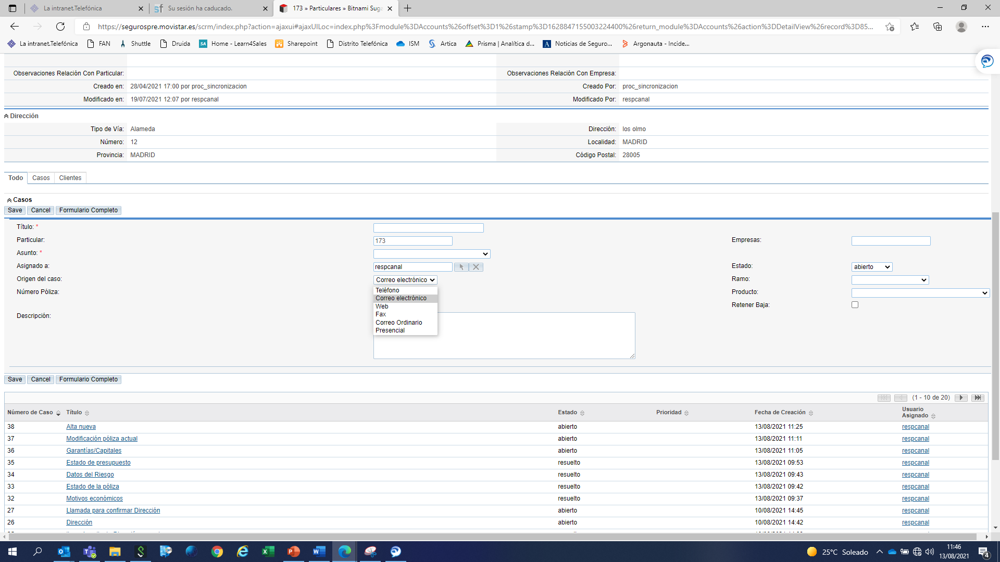 La intranet.Telefónica
Su sesión ha caducado.
173 » Particulares » Bitnami Suga
https://segurospre.movistar.es/scrm/index.php?action=ajaxui#ajaxUILoc=index.php%3Fmodule%3DAccounts%26offset%3D1%26stamp%3D1628847155003224400%26return_module%3DAccounts%26action%3DDetailView%26record%3D85...
La intranet.Telefónica FAN Shuttle Druida Home - Learn4Sales Sharepoint Distrito Telefónica ISM Artica Prisma | Analítica d... Noticias de Seguro... Argonauta - Incide...
Observaciones Relación Con Particular: Observaciones Relación Con Empresa:
Creado en: 28/04/2021 17:00 por proc_sincronizacion Creado Por: proc_sincronizacion
Modificado en: 19/07/2021 12:07 por respcanal Modificado Por: respcanal
Dirección
Tipo de Vía: Alameda Dirección: los olmo
Número: 12 Localidad: MADRID
Provincia: MADRID Código Postal: 28005
Todo Casos Clientes
Casos
Save Cancel Formulario Completo
Título: *
Particular: 173 Empresas:
Asunto: *
Asignado a: respcanal Estado: abierto
Origen del caso: Correo electrónico Ramo:
Teléfono
Número Póliza: Producto:
Correo electrónico
Retener Baja:
Web
Fax
Descripción:
Correo Ordinario
Presencial
Save Cancel Formulario Completo
(1 - 10 de 20)
Número de Caso Título Estado Prioridad Fecha de Creación Usuario Asignado
38 Alta nueva abierto 13/08/2021 11:25 respcanal
37 Modificación póliza actual abierto 13/08/2021 11:11 respcanal
36 Garantías/Capitales abierto 13/08/2021 11:05 respcanal
35 Estado de presupuesto resuelto 13/08/2021 09:53 respcanal
34 Datos del Riesgo resuelto 13/08/2021 09:43 respcanal
33 Estado de la póliza resuelto 13/08/2021 09:42 respcanal
32 Motivos económicos resuelto 13/08/2021 09:37 respcanal
27 Llamada para confirmar Dirección abierto 10/08/2021 14:45 respcanal
26 Dirección abierto 10/08/2021 14:42 respcanal
25°C Soleado
11:46
13/08/2021
4